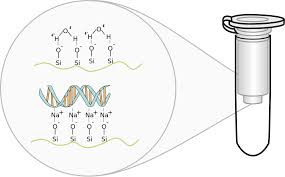 δ⁻ O δ⁻ O
H H H H
O⁻ O⁻ O⁻ O⁻
Si Si Si Si
Na⁺ Na⁺ Na⁺ Na⁺
O⁻ O⁻ O⁻ O⁻
Si Si Si Si